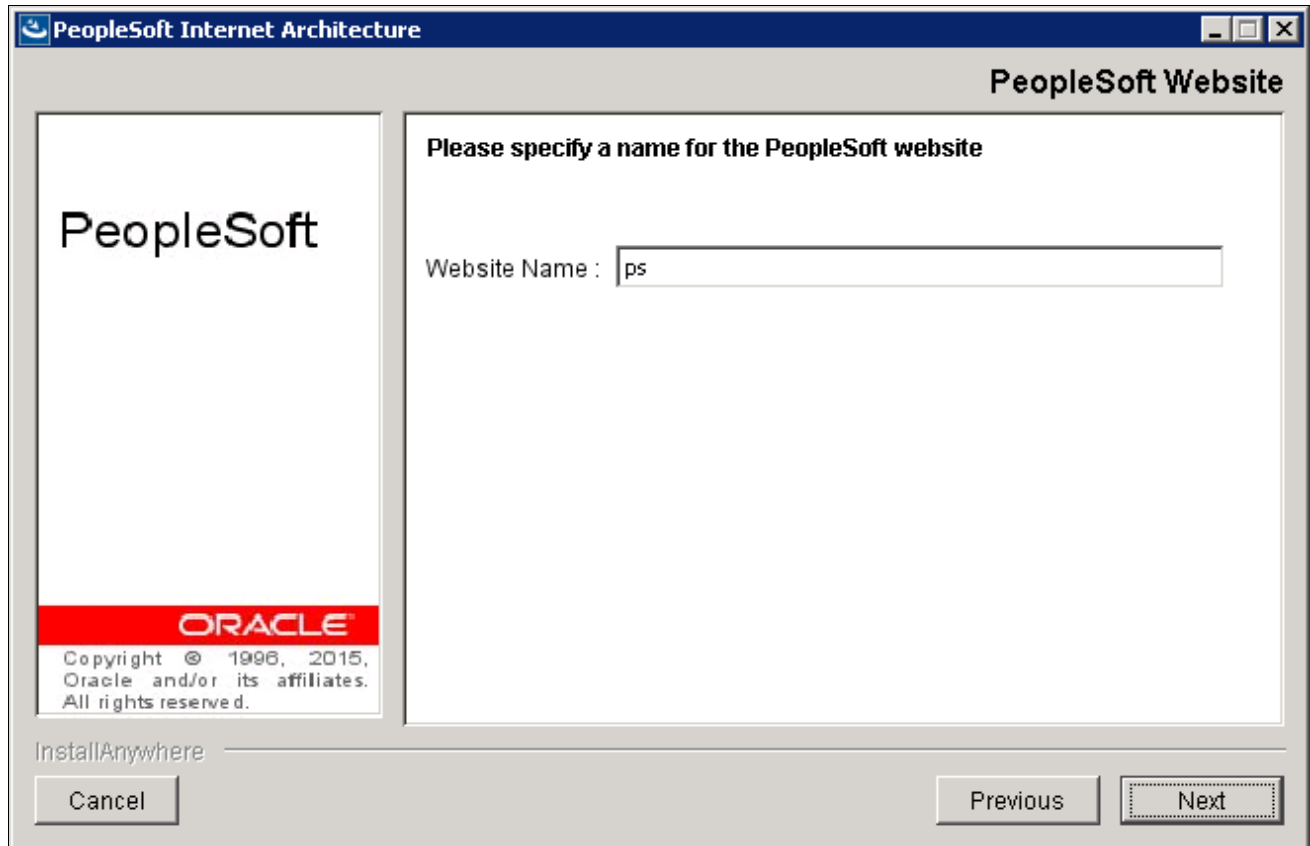 PeopleSoft Internet Architecture
PeopleSoft Website
PeopleSoft
ORACLE
Copyright © 1996, 2015,
Oracle and/or its affiliates.
All rights reserved.
Please specify a name for the PeopleSoft website
Website Name : ps
InstallAnywhere
Cancel Previous Next